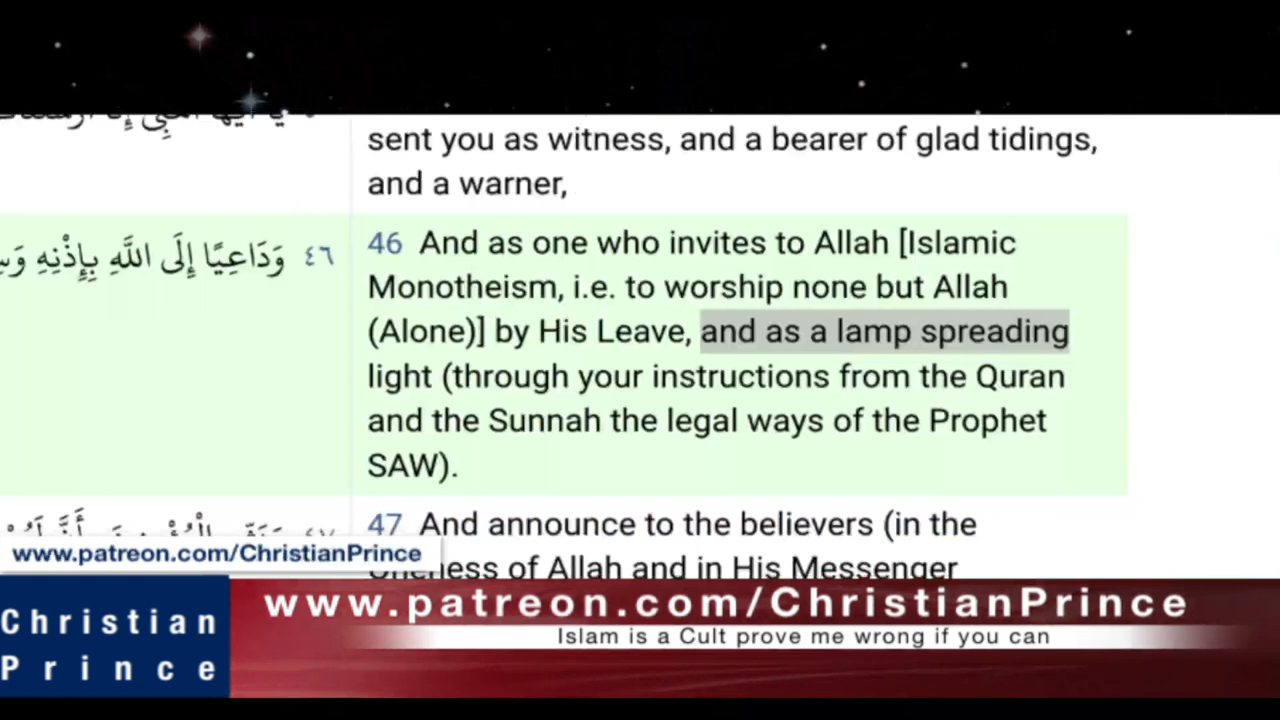 sent you as witness, and a bearer of glad tidings,
and a warner,
٤٦ وَدَاعِيًا إِلَى اللَّهِ بِإِذْنِهِ
46 And as one who invites to Allah [Islamic
Monotheism, i.e. to worship none but Allah
(Alone)] by His Leave, and as a lamp spreading
light (through your instructions from the Quran
and the Sunnah the legal ways of the Prophet
SAW).
47 And announce to the believers (in the
of Allah and in His Messenger
www.patreon.com/ChristianPrince
www.patreon.com/ChristianPrince
Islam is a Cult prove me wrong if you can
Christian
Prince